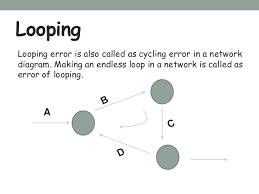 Looping
Looping error is also called as cycling error in a network
diagram. Making an endless loop in a network is called as
error of looping.
A
B
C
D